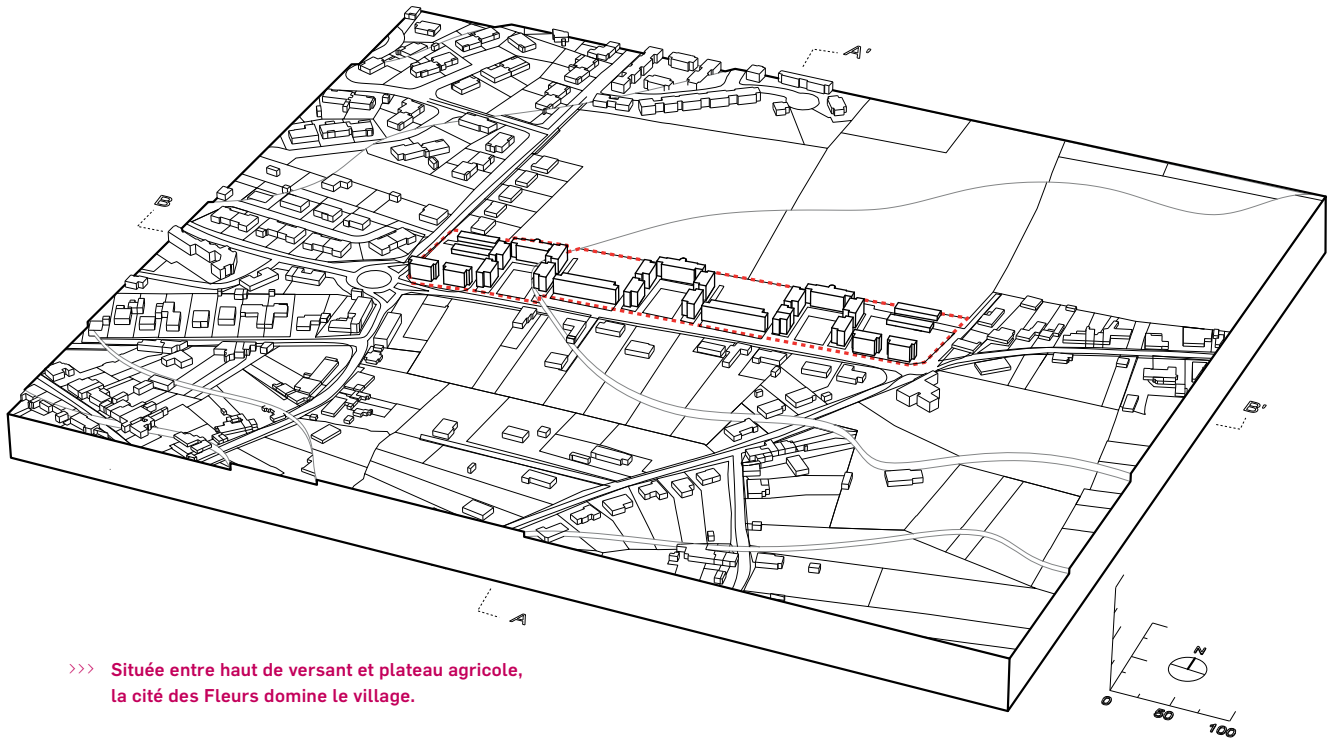 A'
B
B'
A
>>> Située entre haut de versant et plateau agricole,
la cité des Fleurs domine le village.
N
0
50
100